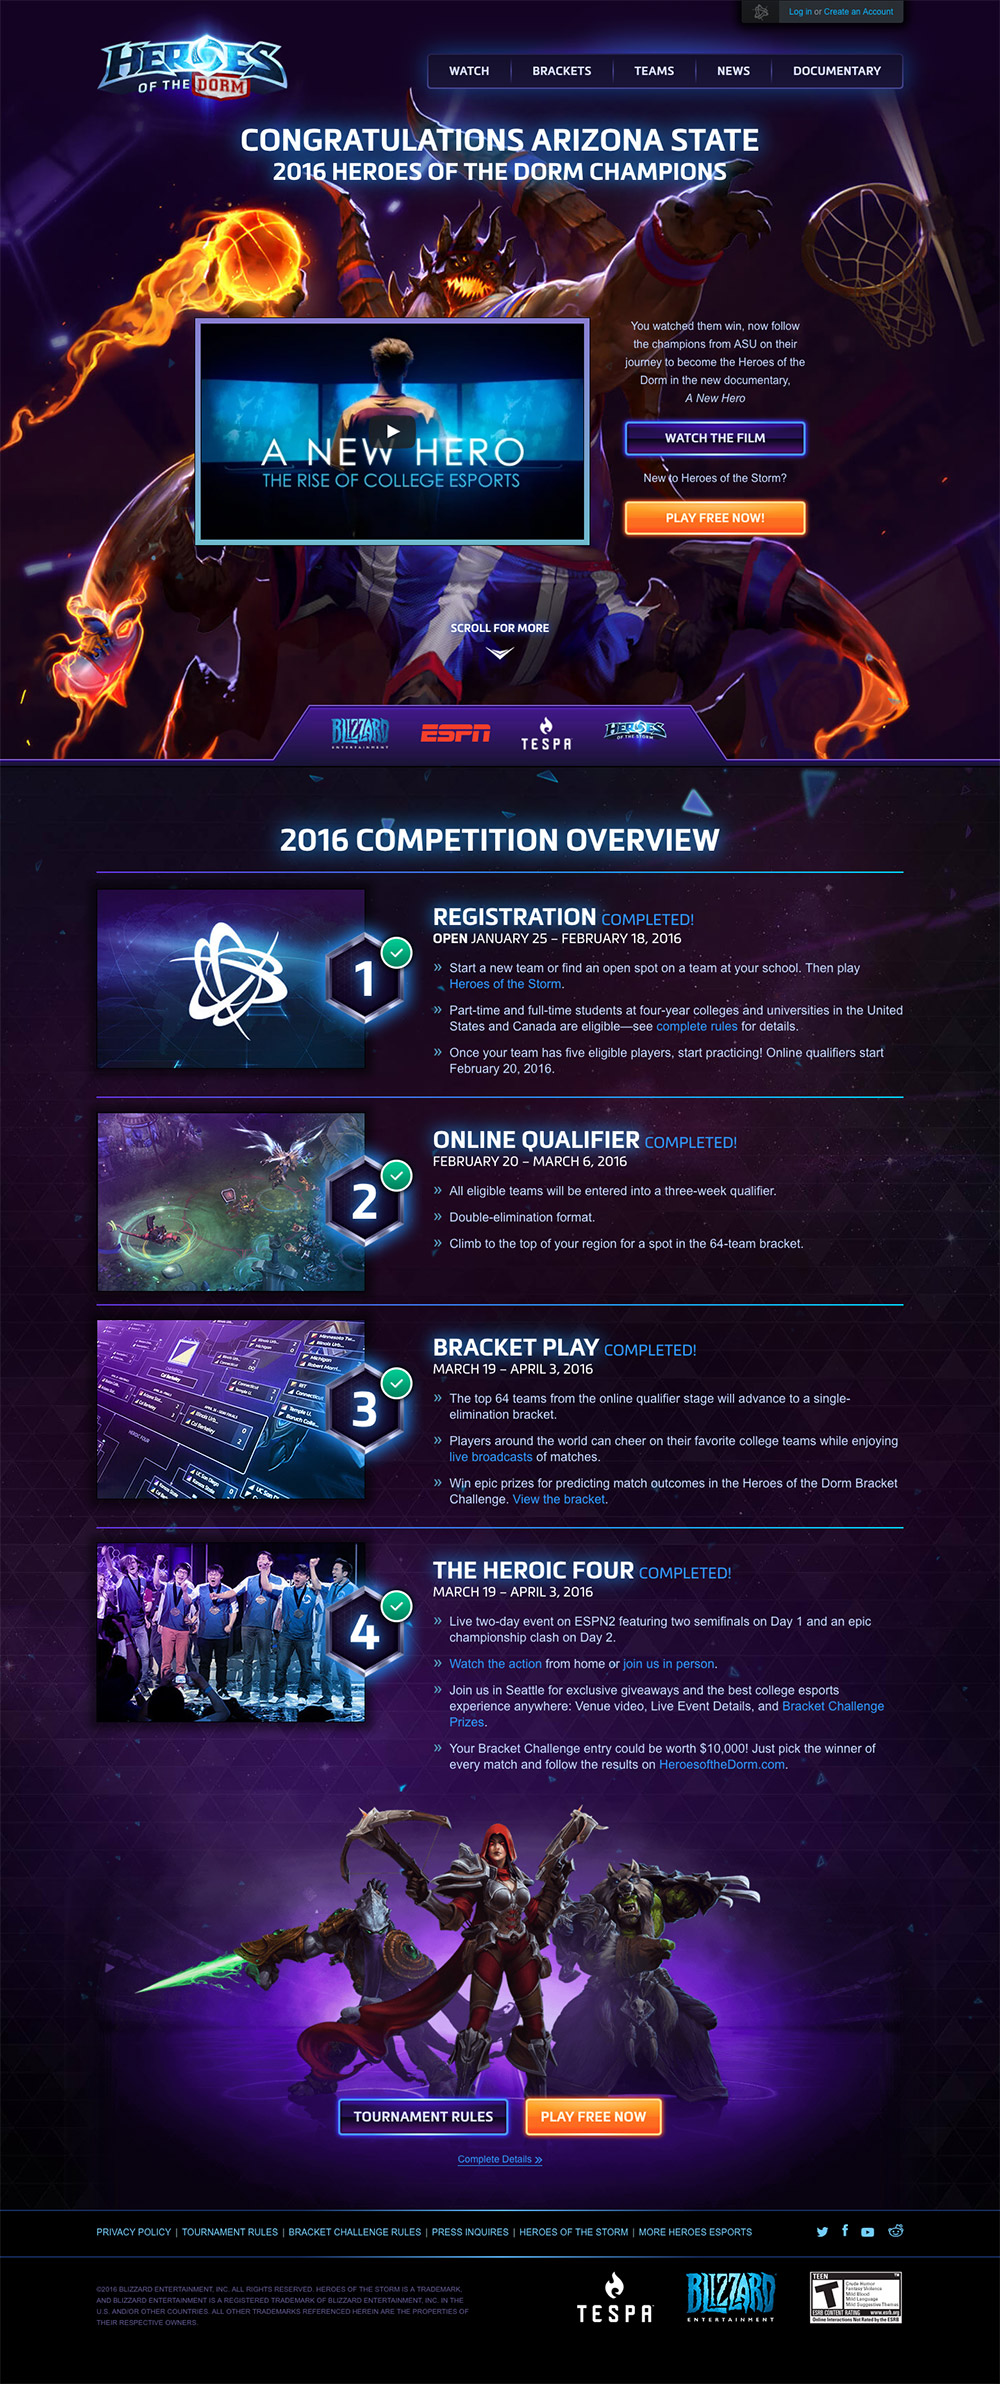 Log in or Create an Account
HEROES
OF THE DORM
WATCH
BRACKETS
TEAMS
NEWS
DOCUMENTARY
CONGRATULATIONS ARIZONA STATE
2016 HEROES OF THE DORM CHAMPIONS
You watched them win, now follow
the champions from ASU on their
journey to become the Heroes of the
Dorm in the new documentary,
A New Hero
A NEW HERO
THE RISE OF COLLEGE ESPORTS
WATCH THE FILM
New to Heroes of the Storm?
PLAY FREE NOW!
SCROLL FOR MORE
BLIZZARD
ENTERTAINMENT
ESPN
TESPA
HEROES
OF THE STORM
2016 COMPETITION OVERVIEW
1
REGISTRATION COMPLETED!
OPEN JANUARY 25 – FEBRUARY 18, 2016
» Start a new team or find an open spot on a team at your school. Then play
Heroes of the Storm.
» Part-time and full-time students at four-year colleges and universities in the United
States and Canada are eligible—see complete rules for details.
» Once your team has five eligible players, start practicing! Online qualifiers start
February 20, 2016.
2
ONLINE QUALIFIER COMPLETED!
FEBRUARY 20 – MARCH 6, 2016
» All eligible teams will be entered into a three-week qualifier.
» Double-elimination format.
» Climb to the top of your region for a spot in the 64-team bracket.
3
BRACKET PLAY COMPLETED!
MARCH 19 – APRIL 3, 2016
» The top 64 teams from the online qualifier stage will advance to a single-
elimination bracket.
» Players around the world can cheer on their favorite college teams while enjoying
live broadcasts of matches.
» Win epic prizes for predicting match outcomes in the Heroes of the Dorm Bracket
Challenge. View the bracket.
4
THE HEROIC FOUR COMPLETED!
MARCH 19 – APRIL 3, 2016
» Live two-day event on ESPN2 featuring two semifinals on Day 1 and an epic
championship clash on Day 2.
» Watch the action from home or join us in person.
» Join us in Seattle for exclusive giveaways and the best college esports
experience anywhere: Venue video, Live Event Details, and Bracket Challenge
Prizes.
» Your Bracket Challenge entry could be worth $10,000! Just pick the winner of
every match and follow the results on HeroesoftheDorm.com.
TOURNAMENT RULES
PLAY FREE NOW
Complete Details »
PRIVACY POLICY | TOURNAMENT RULES | BRACKET CHALLENGE RULES | PRESS INQUIRES | HEROES OF THE STORM | MORE HEROES ESPORTS
©2016 BLIZZARD ENTERTAINMENT, INC. ALL RIGHTS RESERVED. HEROES OF THE STORM IS A TRADEMARK,
AND BLIZZARD ENTERTAINMENT IS A REGISTERED TRADEMARK OF BLIZZARD ENTERTAINMENT, INC. IN THE
U.S. AND/OR OTHER COUNTRIES. ALL OTHER TRADEMARKS REFERENCED HEREIN ARE THE PROPERTIES OF
THEIR RESPECTIVE OWNERS.
TESPA
BLIZZARD
ENTERTAINMENT
TEEN
T
Crude Humor
Fantasy Violence
Mild Blood
Mild Language
Mild Suggestive Themes
ESRB CONTENT RATING www.esrb.org
Online Interactions Not Rated by the ESRB